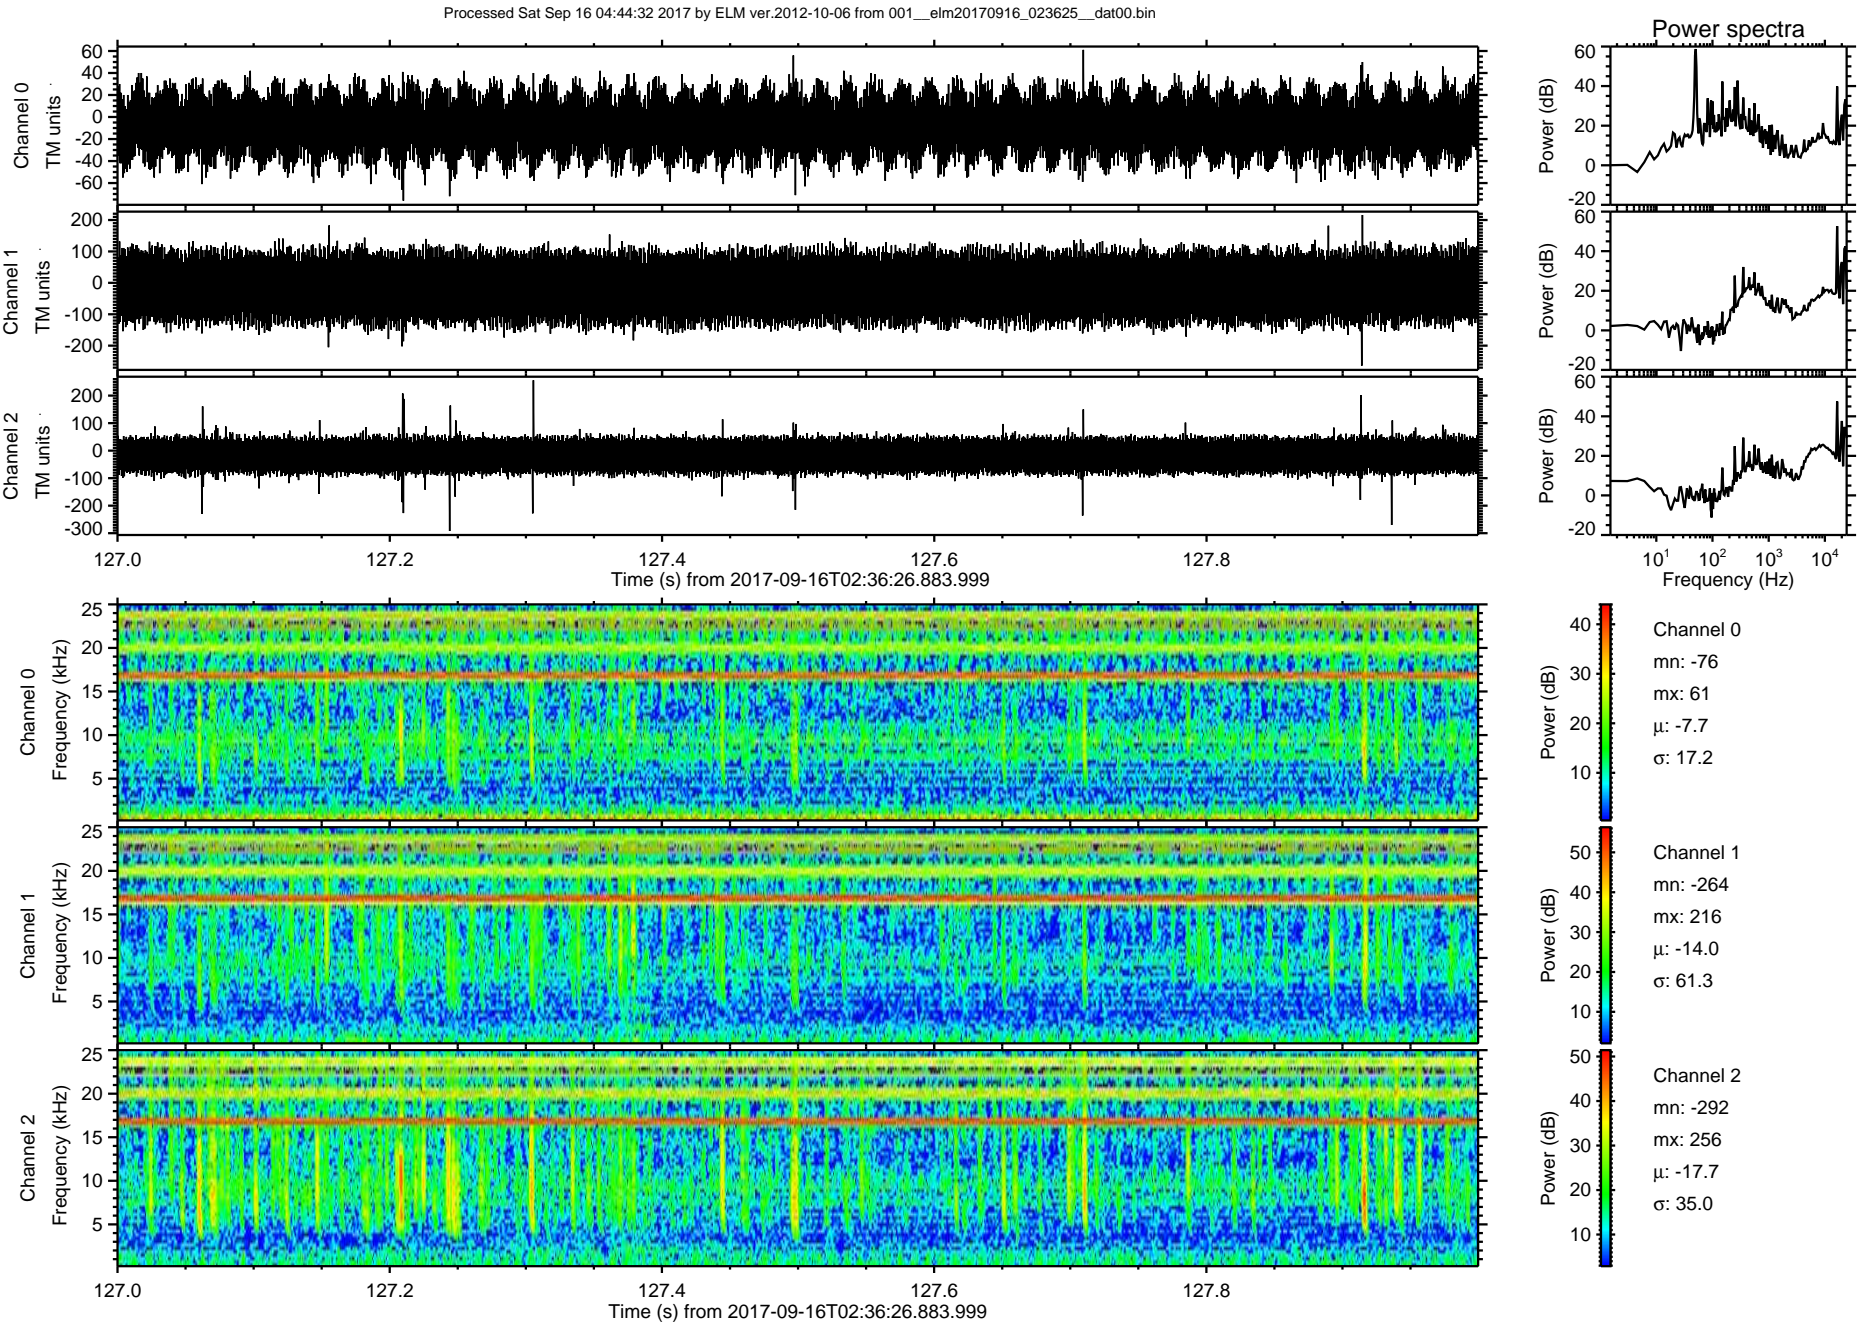 Processed Sat Sep 16 04:44:32 2017 by ELM ver.2012-10-06 from 001__elm20170916_023625__dat00.bin
Power spectra
Channel 0
TM units
60
40
20
0
-20
-40
-60
Power (dB)
60
40
20
0
-20
Channel 1
TM units
200
100
0
-100
-200
Power (dB)
60
40
20
0
-20
Channel 2
TM units
200
100
0
-100
-200
-300
Power (dB)
60
40
20
0
-20
127.0 127.2 127.4 127.6 127.8
Time (s) from 2017-09-16T02:36:26.883.999
10^1 10^2 10^3 10^4
Frequency (Hz)
Channel 0
Frequency (kHz)
25
20
15
10
5
Power (dB)
40
30
20
10
Channel 0
mn: -76
mx: 61
μ: -7.7
σ: 17.2
Channel 1
Frequency (kHz)
25
20
15
10
5
Power (dB)
50
40
30
20
10
Channel 1
mn: -264
mx: 216
μ: -14.0
σ: 61.3
Channel 2
Frequency (kHz)
25
20
15
10
5
Power (dB)
50
40
30
20
10
Channel 2
mn: -292
mx: 256
μ: -17.7
σ: 35.0
127.0 127.2 127.4 127.6 127.8
Time (s) from 2017-09-16T02:36:26.883.999